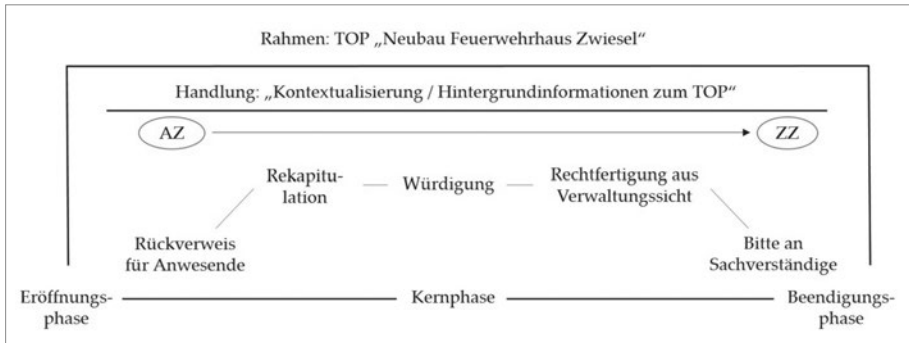 Rahmen: TOP „Neubau Feuerwehrhaus Zwiesel“
Handlung: „Kontextualisierung / Hintergrundinformationen zum TOP“
AZ
ZZ
Rekapitu-
lation
Würdigung
Rechtfertigung aus
Verwaltungssicht
Rückverweis
für Anwesende
Bitte an
Sachverständige
Eröffnungs-
phase
Kernphase
Beendigungs-
phase